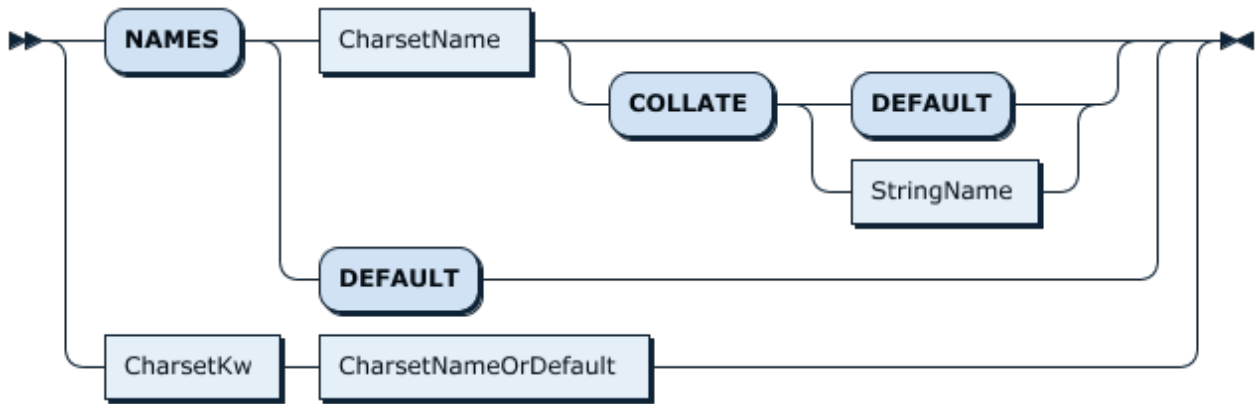 NAMES CharsetName
COLLATE DEFAULT
StringName
DEFAULT
CharsetKw CharsetNameOrDefault